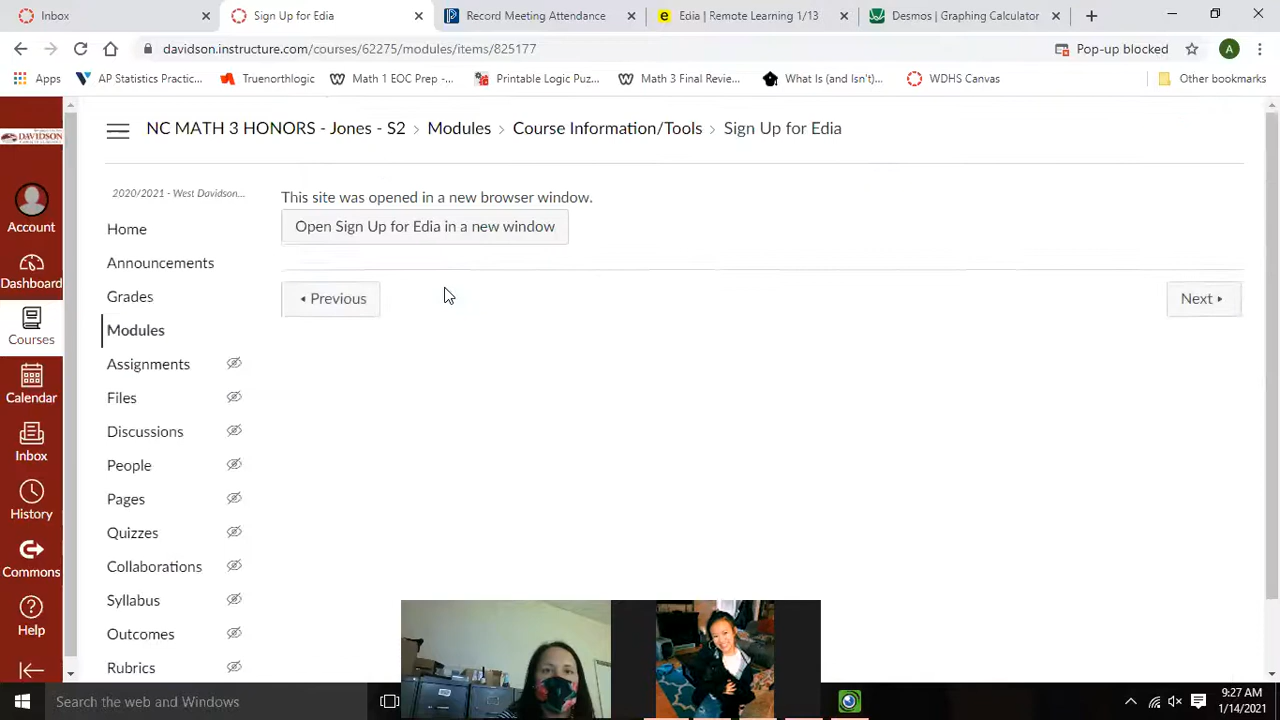 Inbox
Sign Up for Edia
Record Meeting Attendance
Edia | Remote Learning 1/13
Desmos | Graphing Calculator
davidson.instructure.com/courses/62275/modules/items/825177
Pop-up blocked
A
Apps
AP Statistics Practic...
Truenorthlogic
Math 1 EOC Prep -...
Printable Logic Puz...
Math 3 Final Revie...
What Is (and Isn't)...
WDHS Canvas
Other bookmarks
DAVIDSON
NC MATH 3 HONORS - Jones - S2 > Modules > Course Information/Tools > Sign Up for Edia
2020/2021 - West Davidson...
This site was opened in a new browser window.
Open Sign Up for Edia in a new window
Previous
Next
Account
Dashboard
Courses
Calendar
Inbox
History
Commons
Help
Home
Announcements
Grades
Modules
Assignments
Files
Discussions
People
Pages
Quizzes
Collaborations
Syllabus
Outcomes
Rubrics
Search the web and Windows
9:27 AM
1/14/2021